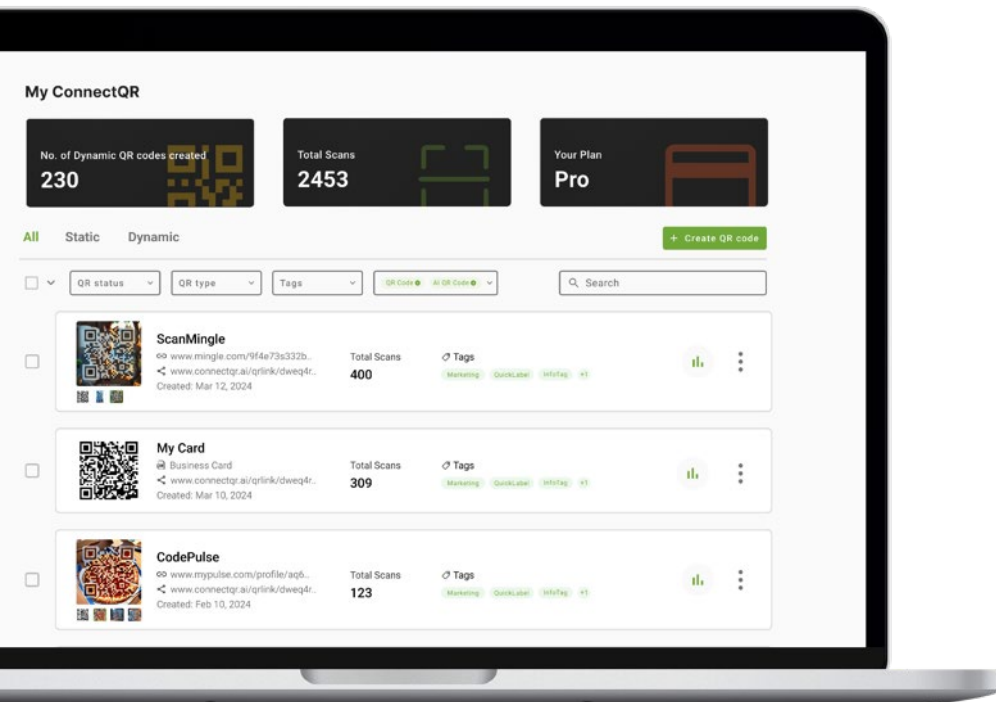 My ConnectQR
No. of Dynamic QR codes created
230
Total Scans
2453
Your Plan
Pro
All Static Dynamic
+ Create QR code
QR status QR type Tags QR Code AI QR Code Search
ScanMingle
www.mingle.com/9f4e73s332b..
www.connectqr.ai/qrlink/dweq4r..
Created: Mar 12, 2024
Total Scans
400
Tags
Marketing QuickLabel InfoTag +1
My Card
Business Card
www.connectqr.ai/qrlink/dweq4r..
Created: Mar 10, 2024
Total Scans
309
Tags
Marketing QuickLabel InfoTag +1
CodePulse
www.mypulse.com/profile/aq6..
www.connectqr.ai/qrlink/dweq4r..
Created: Feb 10, 2024
Total Scans
123
Tags
Marketing QuickLabel InfoTag +1